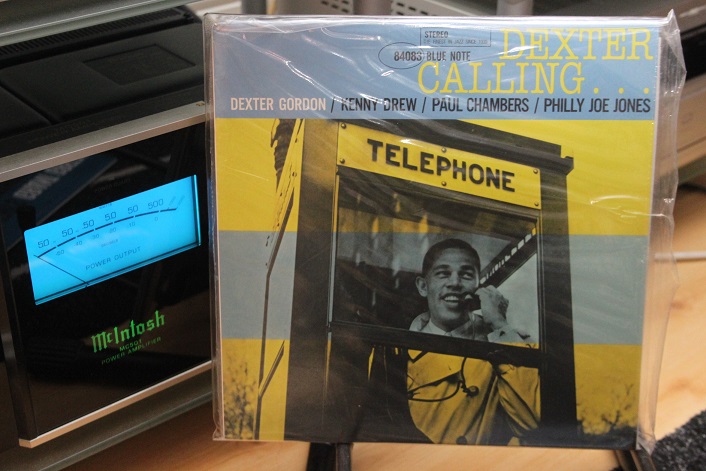 STEREO
84083 BLUE NOTE
DEXTER
CALLING...
DEXTER GORDON / KENNY DREW / PAUL CHAMBERS / PHILLY JOE JONES
TELEPHONE
50 50 50 50 50 500
POWER OUTPUT
McIntosh
POWER AMPLIFIER